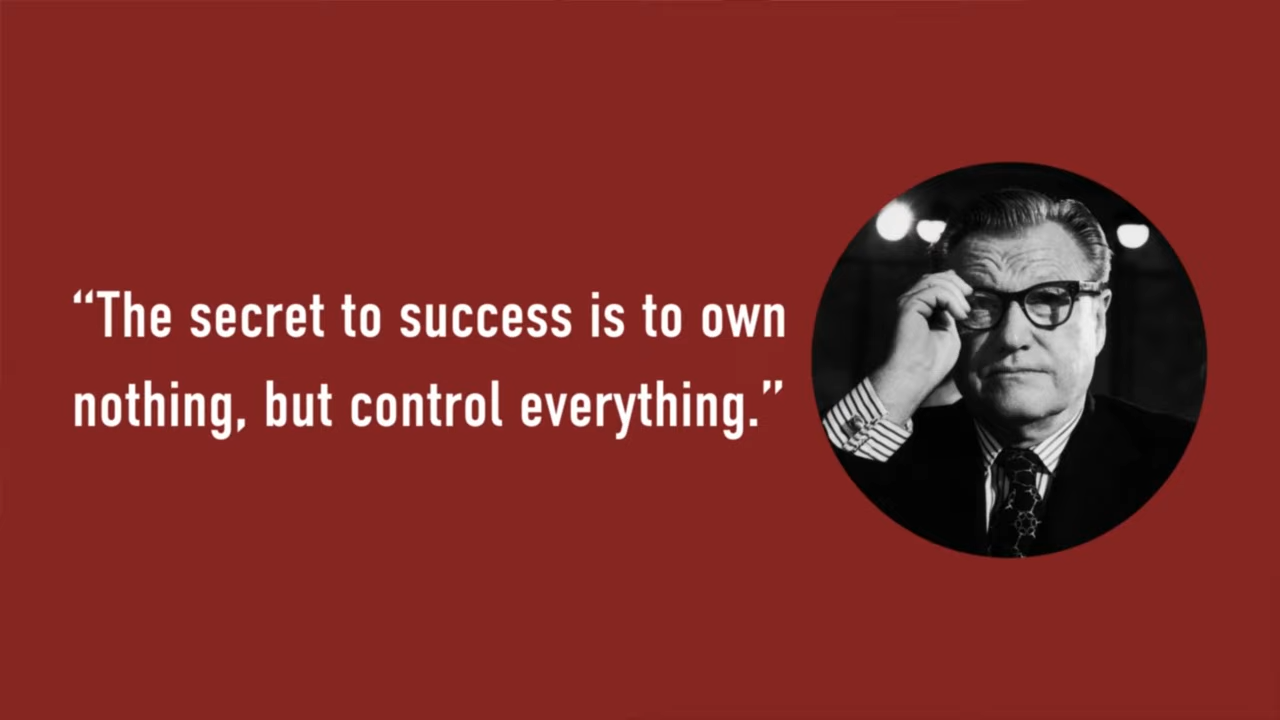 “The secret to success is to own
nothing, but control everything.”